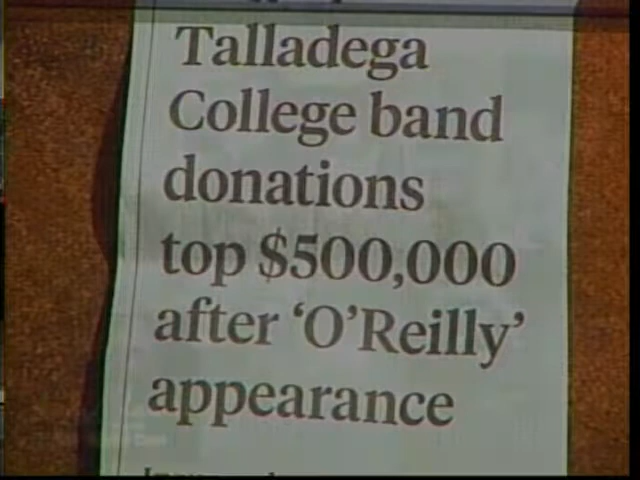 Talladega
College band
donations
top $500,000
after ‘O’Reilly’
appearance